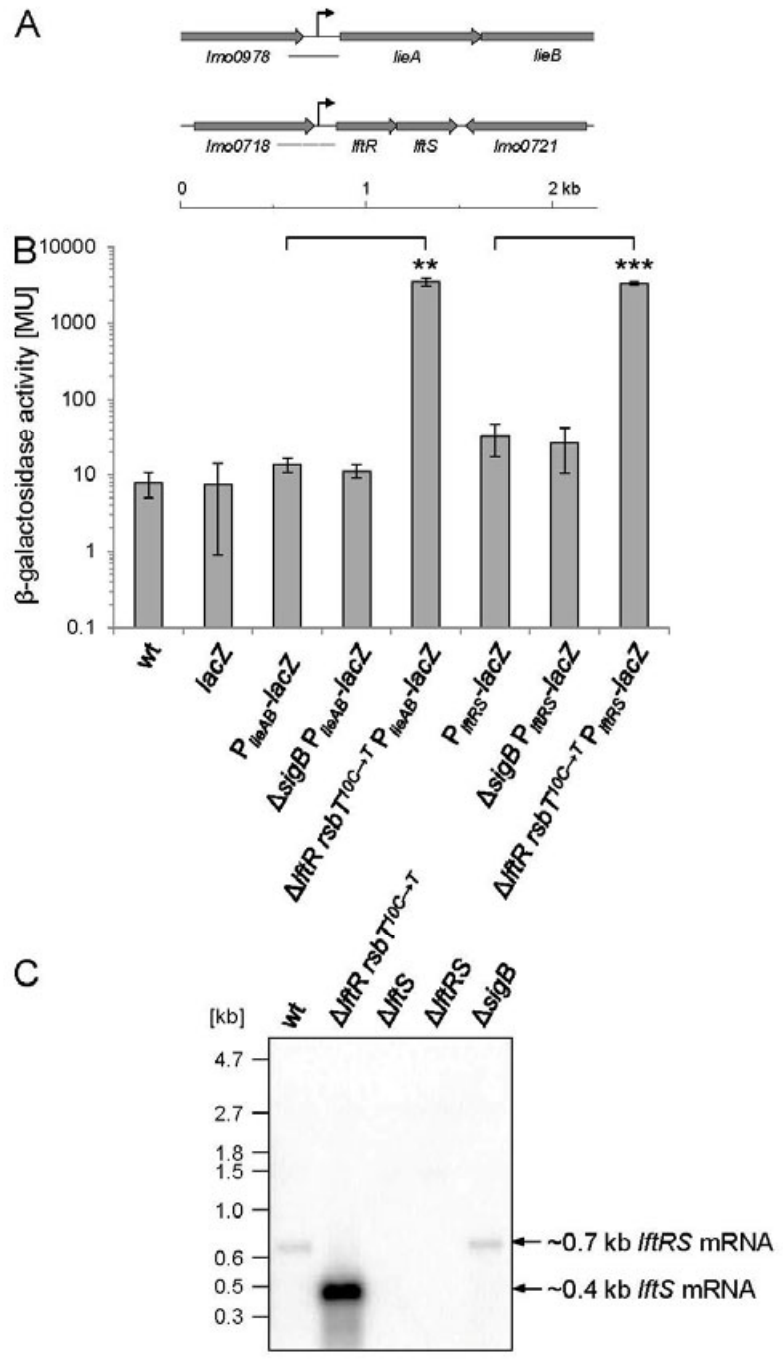 A
lmo0978 lieA lieB
lmo0718 lftR lftS lmo0721
0 1 2 kb
B
β-galactosidase activity [MU]
10000
1000
100
10
1
0.1
** ***
wt
lacZ
PlieAB-lacZ
ΔsigB PlieAB-lacZ
ΔlftR rsbT10C→T PlieAB-lacZ
PlftRS-lacZ
ΔsigB PlftRS-lacZ
ΔlftR rsbT10C→T PlftRS-lacZ
C
[kb]
wt
ΔlftR rsbT10C→T
ΔlftS
ΔlftRS
ΔsigB
4.7
2.7
1.8
1.5
1.0
0.6
0.5
0.3
~0.7 kb lftRS mRNA
~0.4 kb lftS mRNA